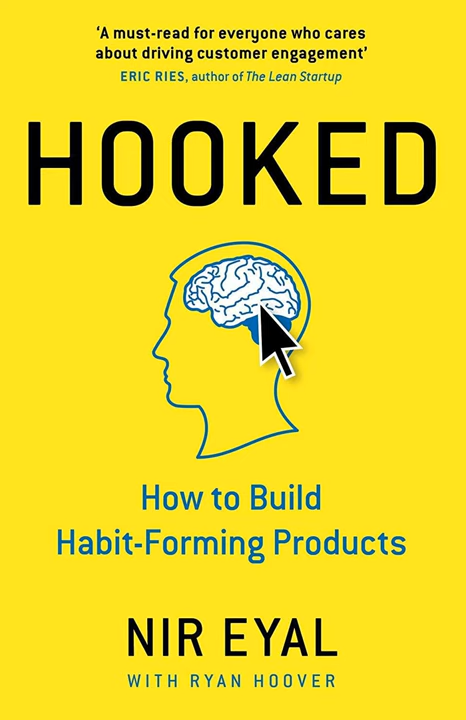 ‘A must-read for everyone who cares
about driving customer engagement’
ERIC RIES, author of The Lean Startup
HOOKED
How to Build
Habit-Forming Products
NIR EYAL
WITH RYAN HOOVER